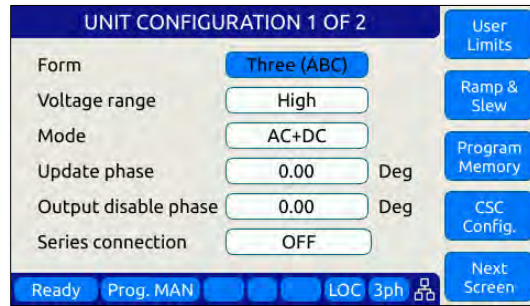 UNIT CONFIGURATION 1 OF 2
Form Three (ABC)
Voltage range High
Mode AC+DC
Update phase 0.00 Deg
Output disable phase 0.00 Deg
Series connection OFF
Ready Prog. MAN LOC 3ph
User
Limits
Ramp &
Slew
Program
Memory
CSC
Config.
Next
Screen